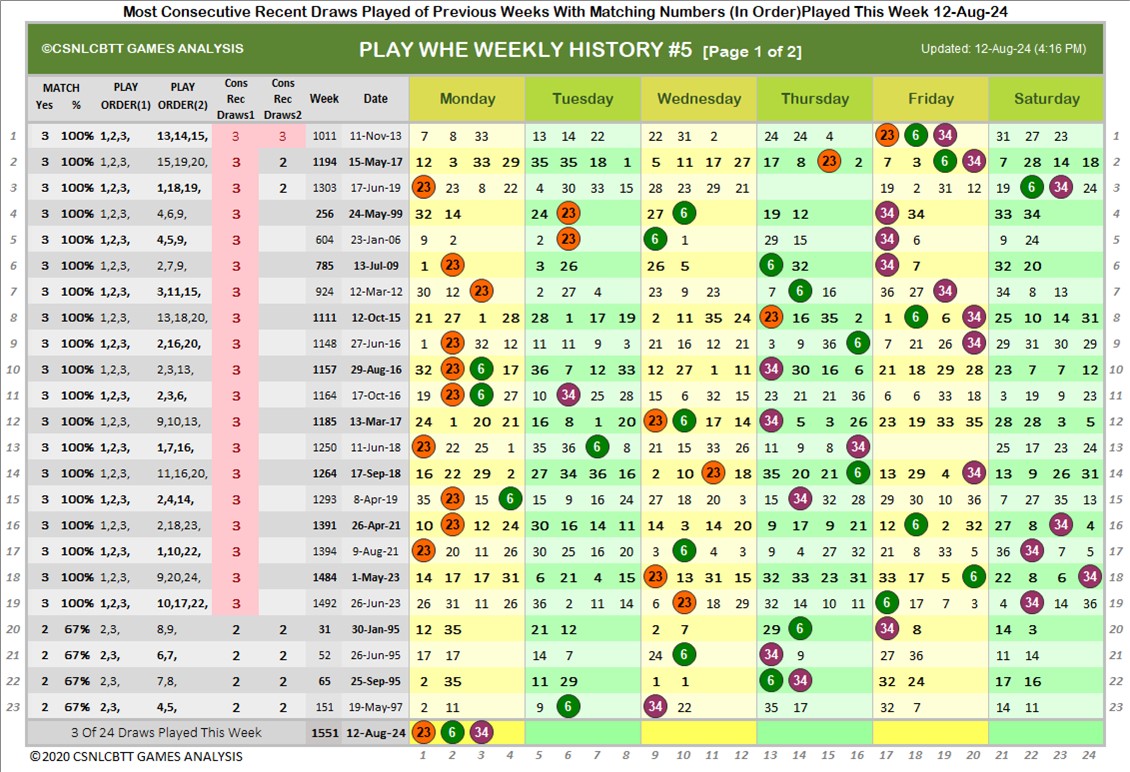 Most Consecutive Recent Draws Played of Previous Weeks With Matching Numbers (In Order)Played This Week 12-Aug-24
©CSNLCBTT GAMES ANALYSIS PLAY WHE WEEKLY HISTORY #5 [Page 1 of 2] Updated: 12-Aug-24 (4:16 PM)
MATCH PLAY PLAY Cons Cons Week Date Monday Tuesday Wednesday Thursday Friday Saturday
Yes % ORDER(1) ORDER(2) Rec Rec
Draws1 Draws2
1 3 100% 1,2,3, 13,14,15, 3 3 1011 11-Nov-13 7 8 33 13 14 22 22 31 2 24 24 4 23 6 34 31 27 23 1
2 3 100% 1,2,3, 15,19,20, 3 2 1194 15-May-17 12 3 33 29 35 35 18 1 5 11 17 27 17 8 15 2 7 3 6 34 7 28 14 18 2
3 3 100% 1,2,3, 1,18,19, 3 2 1303 17-Jun-19 23 23 8 22 4 30 33 15 28 23 29 21 19 2 31 12 19 6 34 24 3
4 3 100% 1,2,3, 4,6,9, 3 256 24-May-99 32 14 24 23 27 6 19 12 34 34 33 34 4
5 3 100% 1,2,3, 4,5,9, 3 604 23-Jan-06 9 2 2 23 6 1 29 15 34 6 9 24 5
6 3 100% 1,2,3, 2,7,9, 3 785 13-Jul-09 1 23 3 26 26 5 6 32 34 7 32 20 6
7 3 100% 1,2,3, 3,11,15, 3 924 12-Mar-12 30 12 23 2 27 4 23 9 23 7 6 16 36 27 34 34 8 13 7
8 3 100% 1,2,3, 13,18,20, 3 1111 12-Oct-15 21 27 1 28 28 1 17 19 2 11 35 24 23 16 35 2 1 6 6 34 25 10 14 31 8
9 3 100% 1,2,3, 2,16,20, 3 1148 27-Jun-16 1 23 32 12 11 11 9 3 21 16 12 21 3 9 36 6 7 21 26 34 29 31 30 29 9
10 3 100% 1,2,3, 2,3,13, 3 1157 29-Aug-16 32 23 6 17 36 7 12 33 12 27 1 11 34 30 16 6 21 18 29 28 23 7 7 12 10
11 3 100% 1,2,3, 2,3,6, 3 1164 17-Oct-16 19 23 6 27 10 34 25 28 15 6 32 15 23 21 21 36 6 6 33 18 3 19 9 23 11
12 3 100% 1,2,3, 9,10,13, 3 1185 13-Mar-17 24 1 20 21 16 8 1 20 23 6 17 14 34 5 3 26 23 19 33 35 28 28 3 5 12
13 3 100% 1,2,3, 1,7,16, 3 1250 11-Jun-18 23 22 25 1 35 36 6 8 21 15 33 26 11 9 8 34 25 17 23 24 13
14 3 100% 1,2,3, 11,16,20, 3 1264 17-Sep-18 16 22 29 2 27 34 36 16 2 10 23 18 35 20 21 6 13 29 4 34 13 9 26 31 14
15 3 100% 1,2,3, 2,4,14, 3 1293 8-Apr-19 35 23 15 6 15 9 16 24 27 18 20 3 15 34 32 28 29 30 10 36 7 27 35 13 15
16 3 100% 1,2,3, 2,18,23, 3 1391 26-Apr-21 10 23 12 24 30 16 14 11 14 3 14 20 9 17 9 21 12 6 2 32 27 8 34 4 16
17 3 100% 1,2,3, 1,10,22, 3 1394 9-Aug-21 23 20 11 26 30 25 16 20 3 6 4 3 9 4 27 32 21 8 33 5 36 34 7 5 17
18 3 100% 1,2,3, 9,20,24, 3 1484 1-May-23 14 17 17 31 6 21 4 15 23 13 31 15 32 33 23 31 33 17 5 6 22 8 6 34 18
19 3 100% 1,2,3, 10,17,22, 3 1492 26-Jun-23 26 31 11 26 36 2 11 14 6 23 18 29 32 14 10 11 6 17 7 3 4 34 14 36 19
20 2 67% 2,3, 8,9, 2 2 31 30-Jan-95 12 35 21 12 2 7 29 6 34 8 14 3 20
21 2 67% 2,3, 6,7, 2 2 52 26-Jun-95 17 17 14 7 24 6 34 9 27 36 11 14 21
22 2 67% 2,3, 7,8, 2 2 65 25-Sep-95 2 35 11 29 1 1 6 34 32 24 17 16 22
23 2 67% 2,3, 4,5, 2 2 151 19-May-97 2 11 9 6 34 22 35 17 32 7 14 11 23
3 Of 24 Draws Played This Week 1551 12-Aug-24 23 6 34
©2020 CSNLCBTT GAMES ANALYSIS 1 2 3 4 5 6 7 8 9 10 11 12 13 14 15 16 17 18 19 20 21 22 23 24